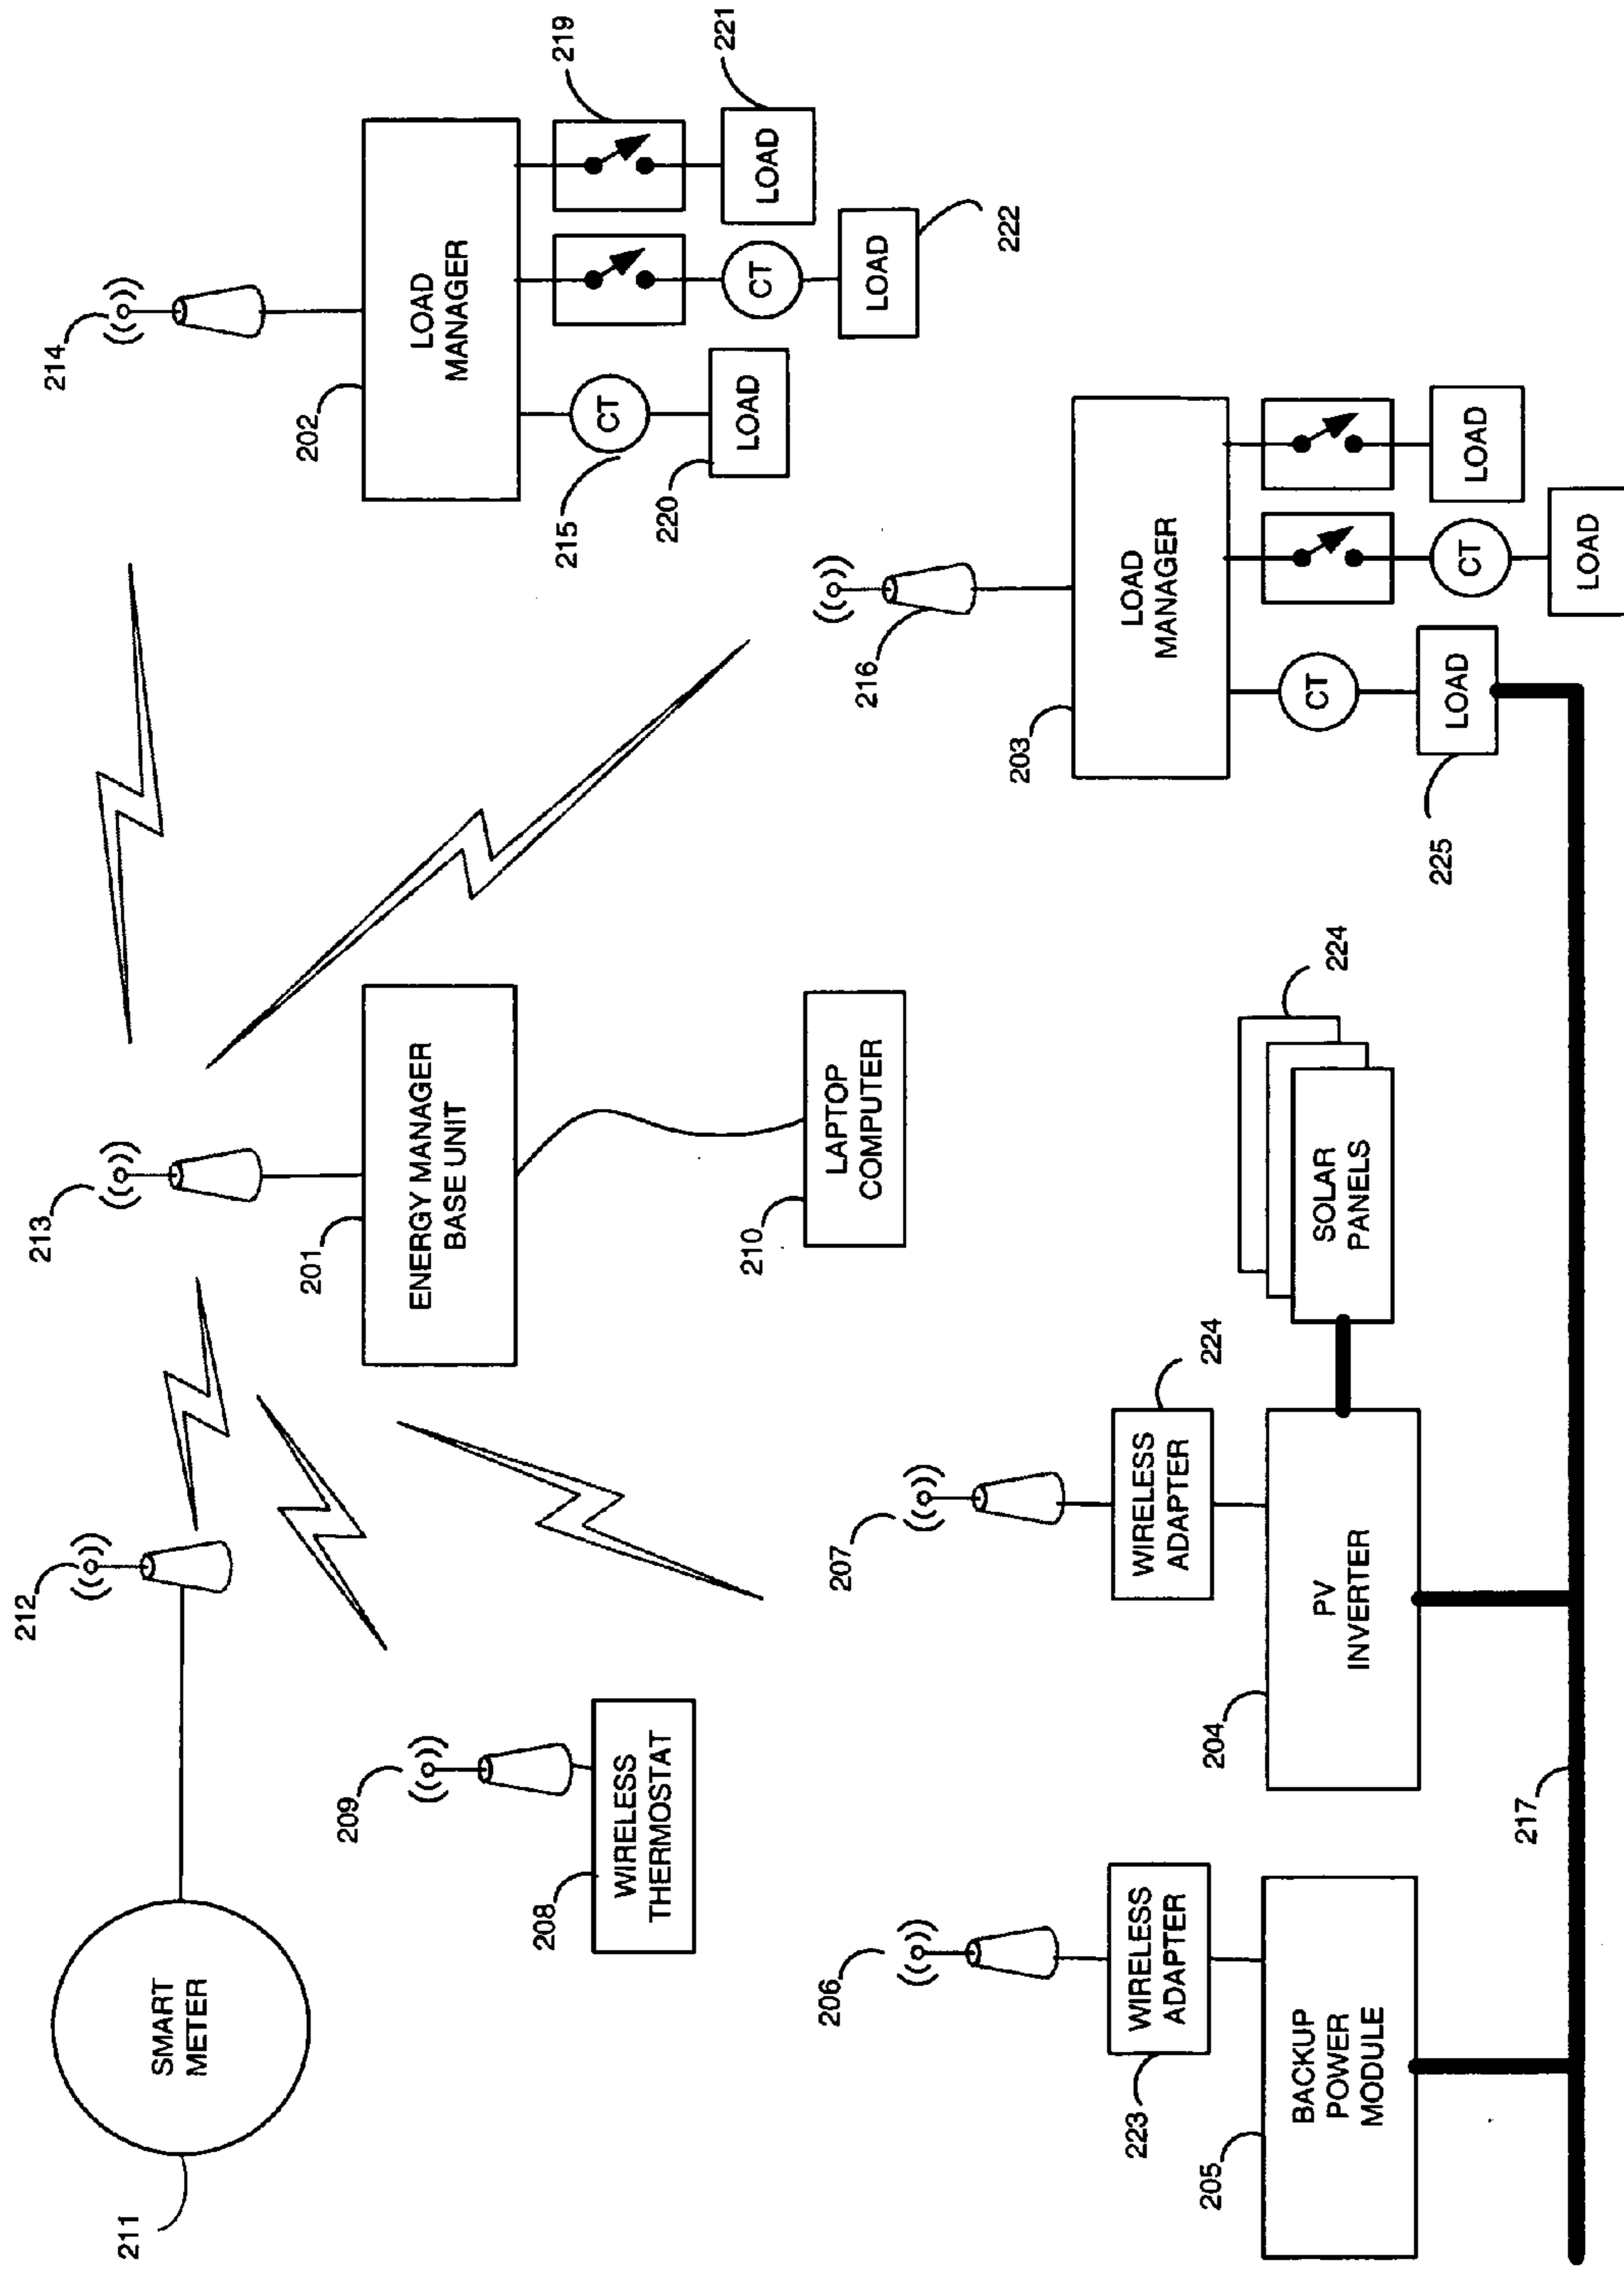 211
SMART
METER
212
213
214
209
208
WIRELESS
THERMOSTAT
201
ENERGY MANAGER
BASE UNIT
210
LAPTOP
COMPUTER
202
LOAD
MANAGER
215
CT
220
LOAD
CT
LOAD
222
219
LOAD
221
206
223
WIRELESS
ADAPTER
205
BACKUP
POWER
MODULE
207
WIRELESS
ADAPTER
224
204
PV
INVERTER
SOLAR
PANELS
224
217
216
203
LOAD
MANAGER
CT
LOAD
225
CT
LOAD
LOAD